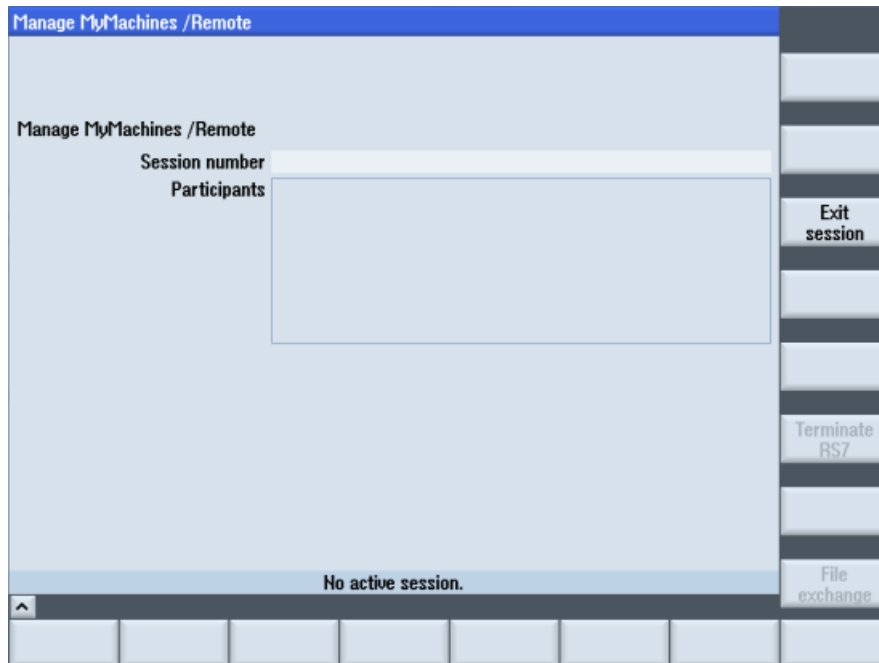 Manage MyMachines /Remote
Manage MyMachines /Remote
Session number
Participants
Exit
session
Terminate
RS7
No active session.
File
exchange